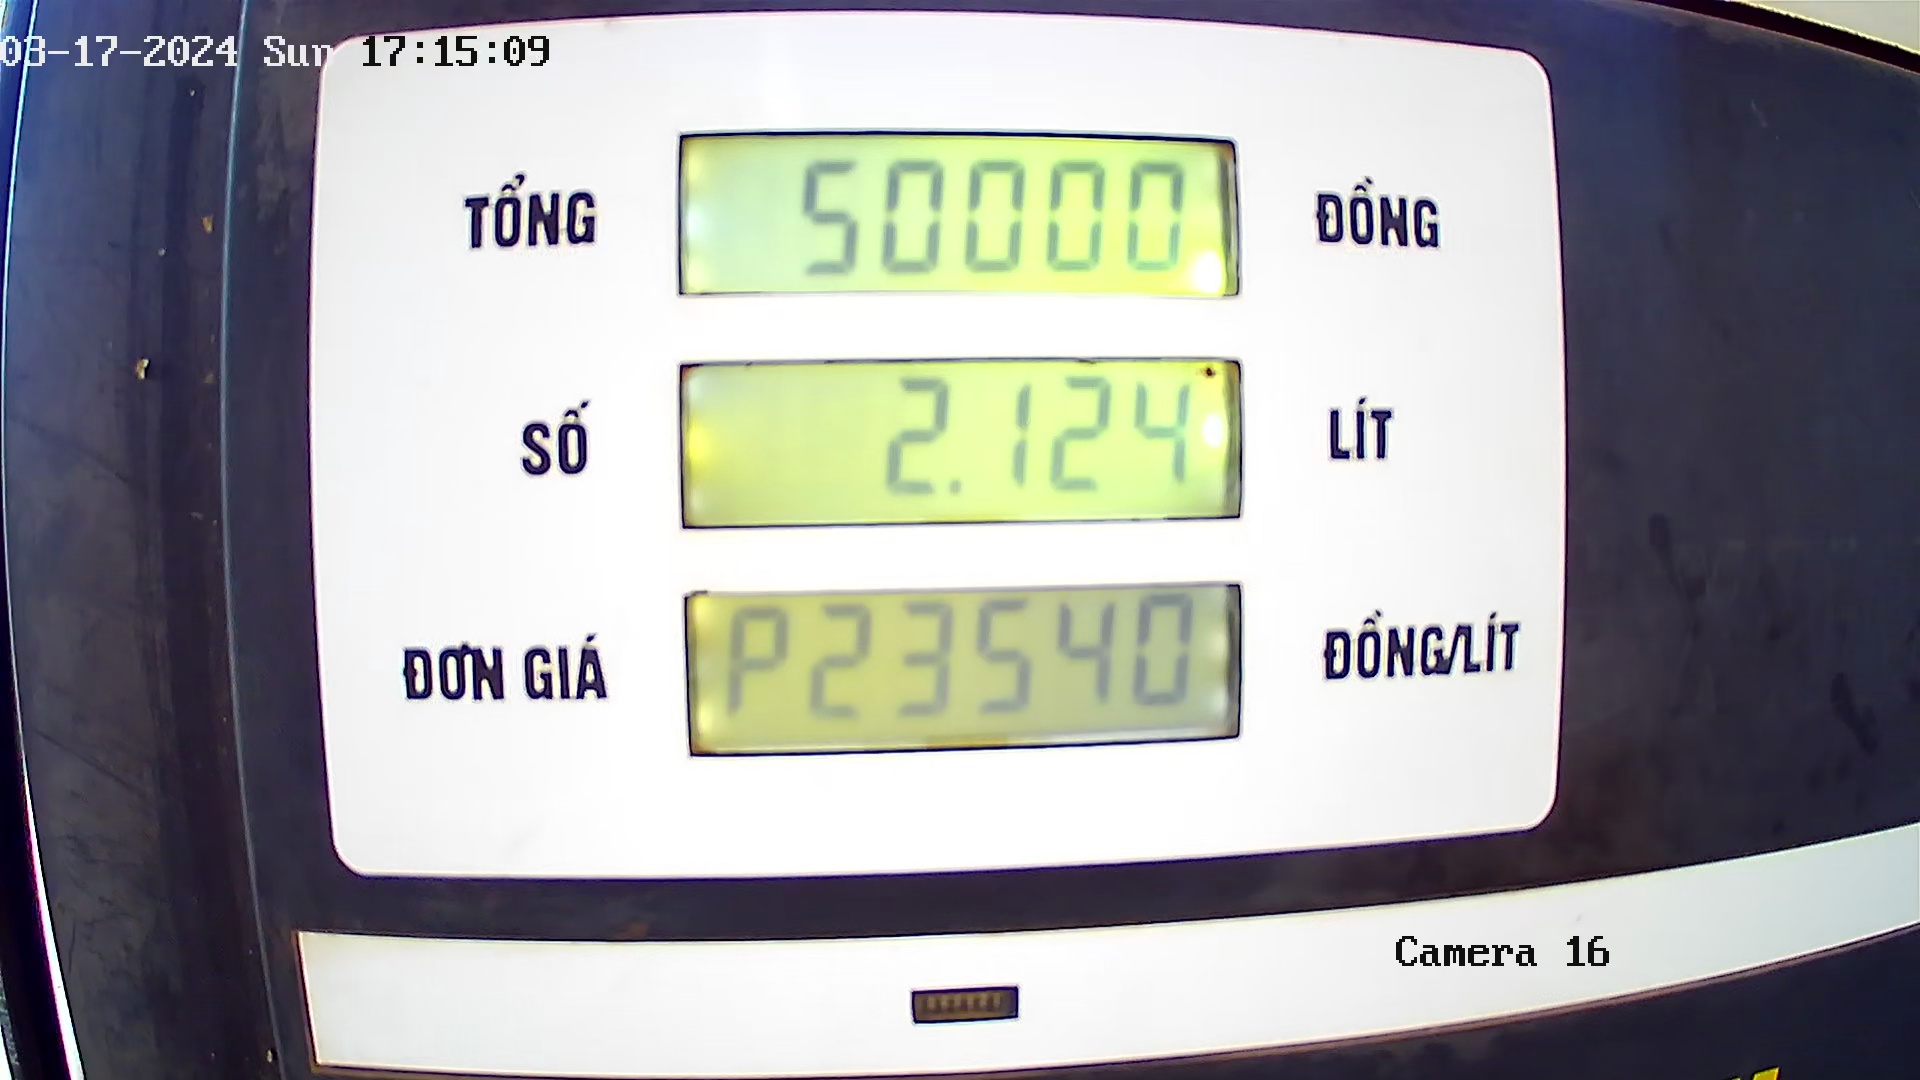 03-17-2024 Sun 17:15:09
TỔNG 50000 ĐỒNG
SỐ 2.124 LÍT
ĐƠN GIÁ P23540 ĐỒNG/LÍT
Camera 16